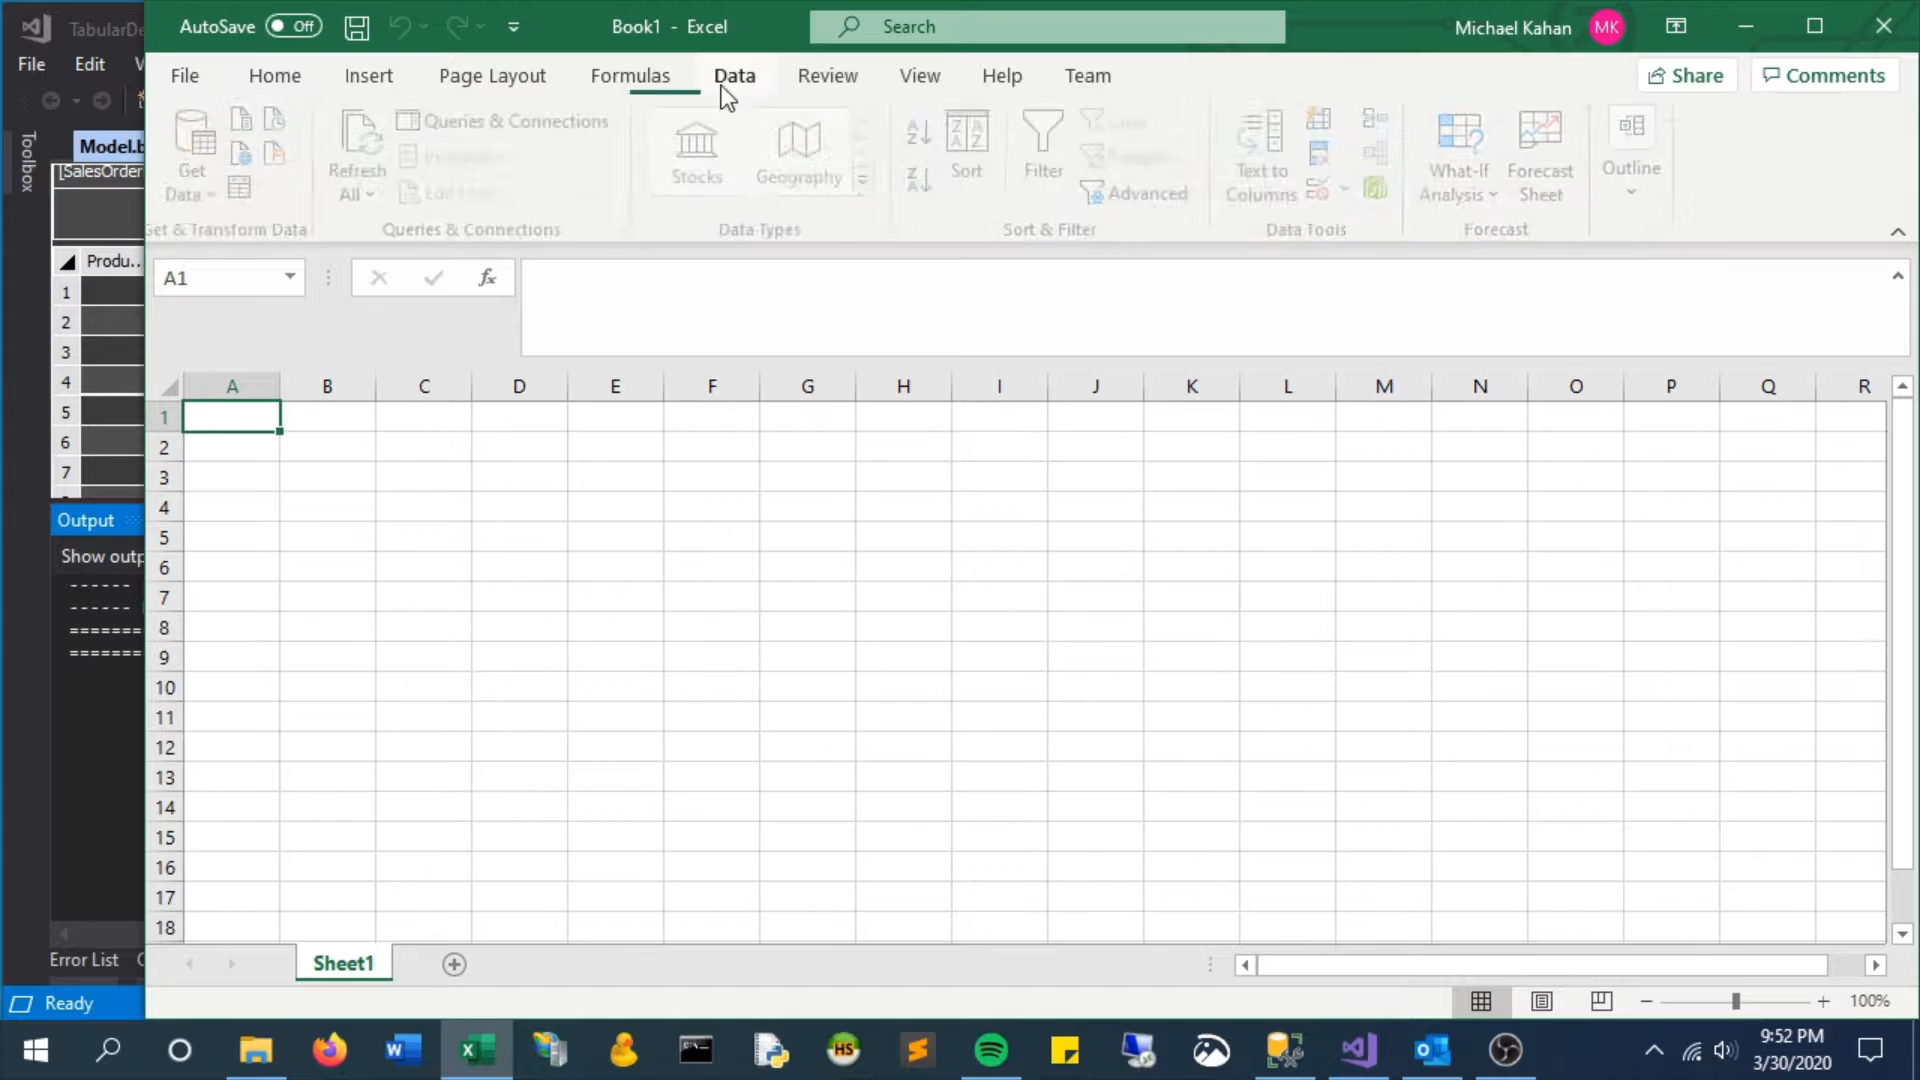 TabularDe
AutoSave Off
Book1 - Excel
Search
Michael Kahan MK
File Edit
File Home Insert Page Layout Formulas Data Review View Help Team
Share Comments
Toolbox
Model.b
[SalesOrder
Get
Data
Refresh
All
Queries & Connections
Stocks
Geography
Sort
Filter
Advanced
Text to
Columns
What-If
Analysis
Forecast
Sheet
Outline
Get & Transform Data
Queries & Connections
Data Types
Sort & Filter
Data Tools
Forecast
A1
fx
Produ...
1
2
3
4
5
6
7
A B C D E F G H I J K L M N O P Q R
1
2
3
4
5
6
7
8
9
10
11
12
13
14
15
16
17
18
Output
Show outp
------
------
=======
=======
Error List
Sheet1
Ready
100%
HS
9:52 PM
3/30/2020